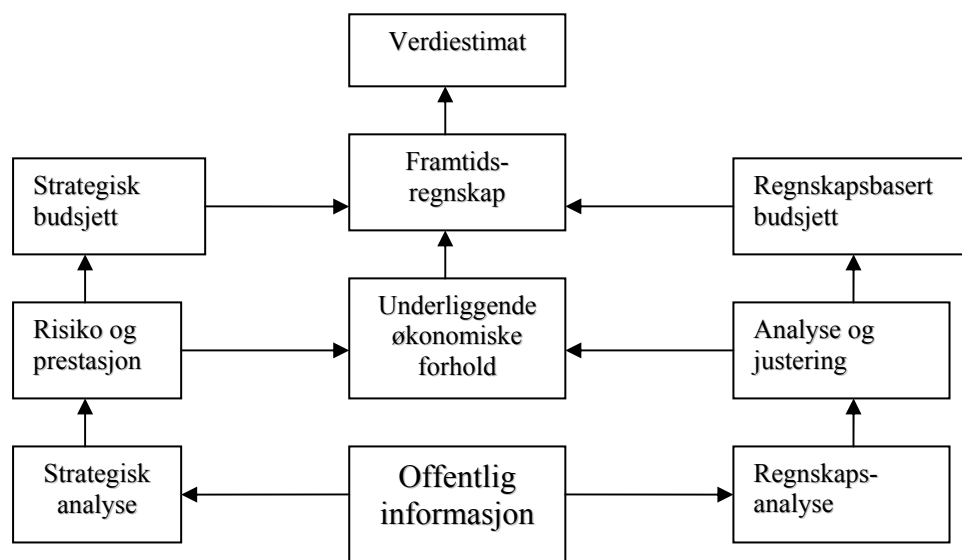 Verdiestimat
Framtids-
regnskap
Strategisk
budsjett
Regnskapsbasert
budsjett
Underliggende
økonomiske
forhold
Risiko og
prestasjon
Analyse og
justering
Strategisk
analyse
Offentlig
informasjon
Regnskaps-
analyse